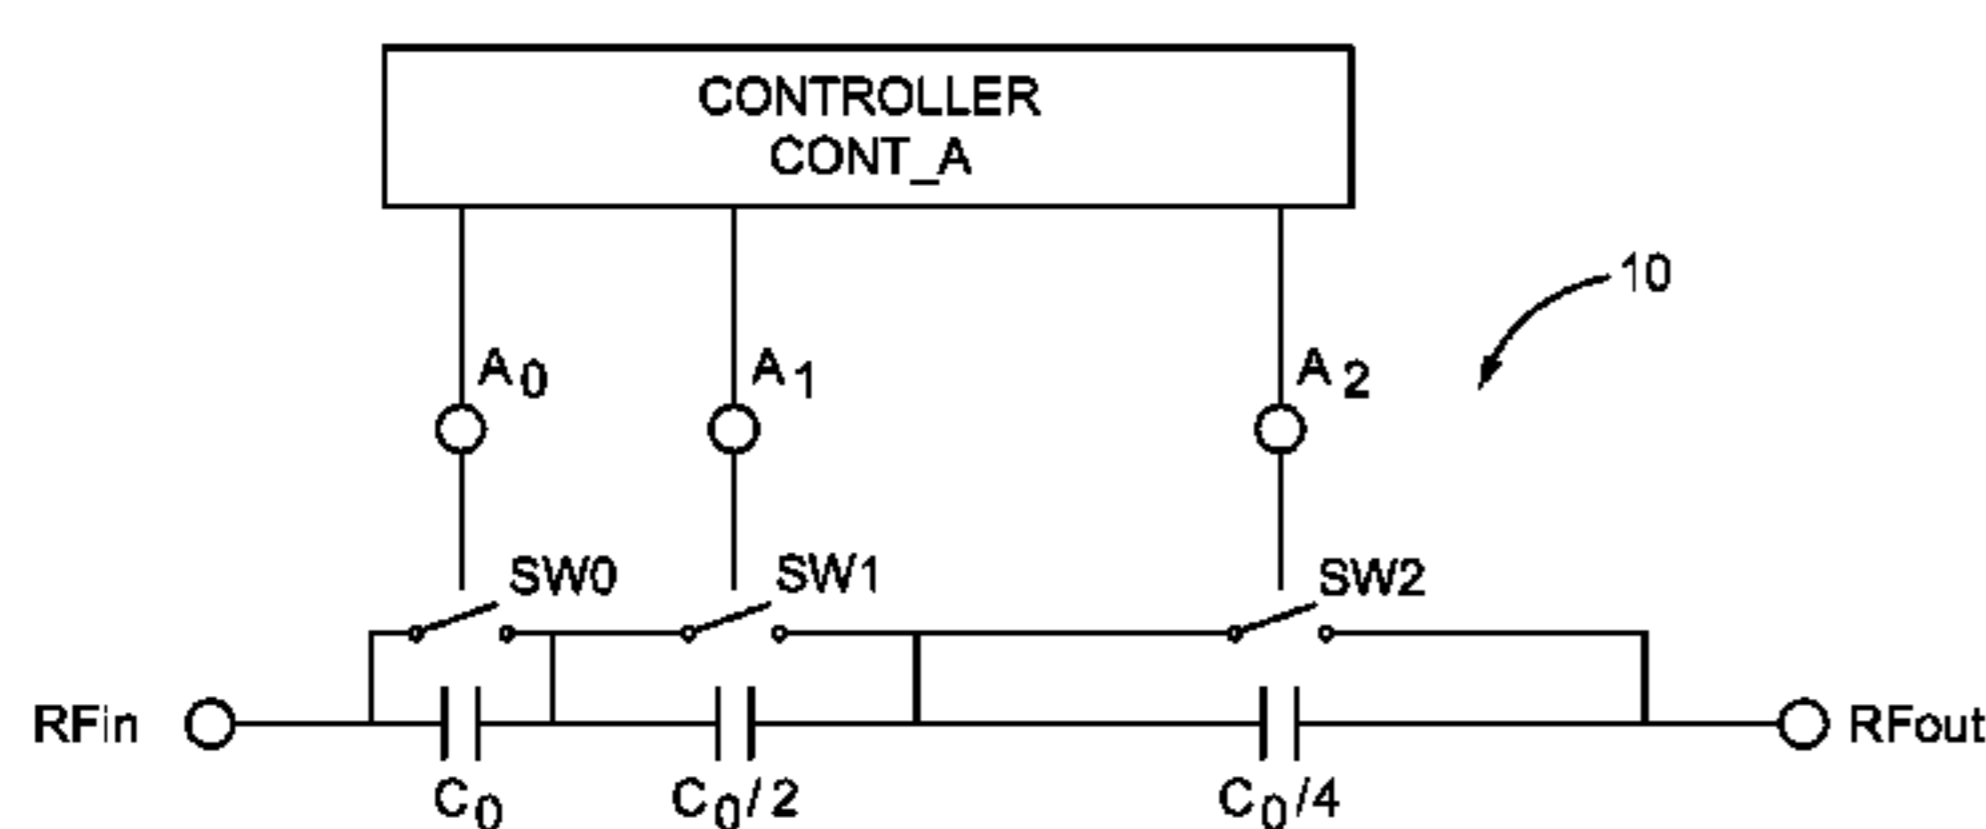 CONTROLLER
CONT_A
10
A0
A1
A2
SW0
SW1
SW2
RFin
RFout
C0
C0/2
C0/4